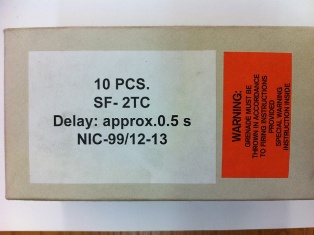 10 PCS.
SF- 2TC
Delay: approx.0.5 s
NIC-99/12-13
WARNING:
GRENADE MUST BE
THROWN IN ACCORDANCE
TO FIRING INSTRUCTIONS
PROVIDED
SPECIAL WARNING
INSTRUCTION INSIDE